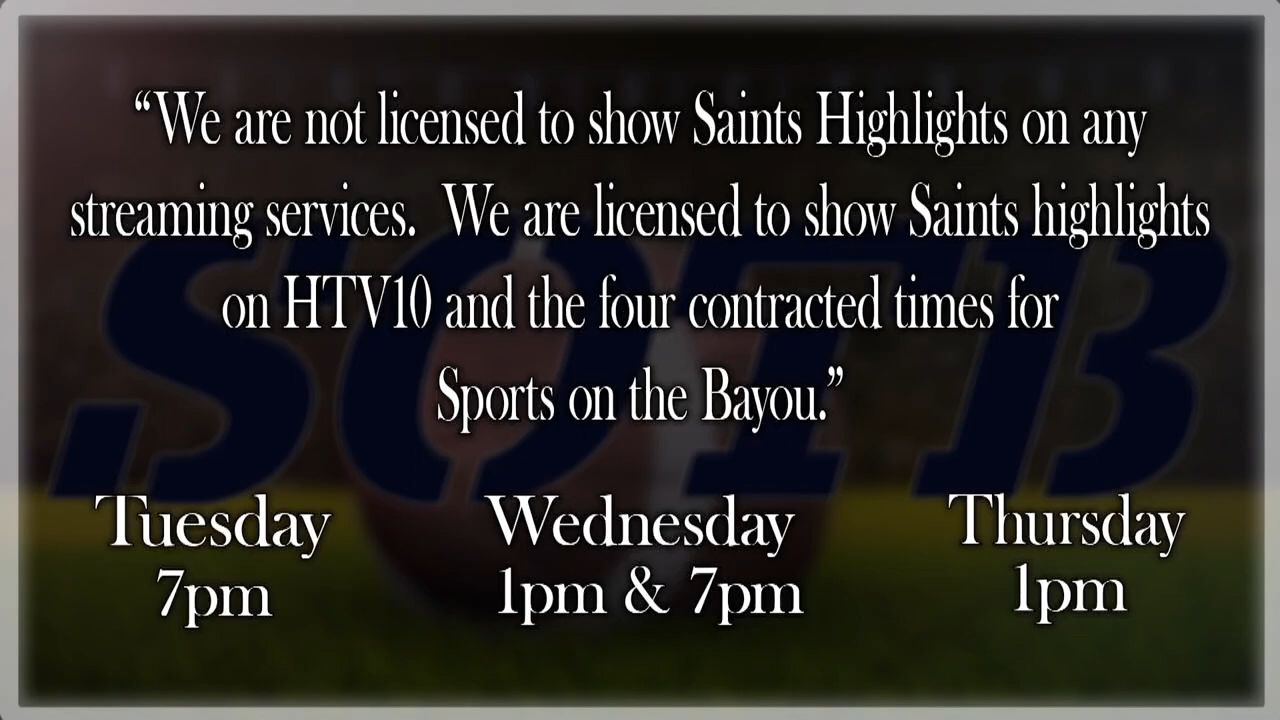 SOTB
“We are not licensed to show Saints Highlights on any
streaming services. We are licensed to show Saints highlights
on HTV10 and the four contracted times for
Sports on the Bayou.”
Tuesday Wednesday Thursday
7pm 1pm & 7pm 1pm